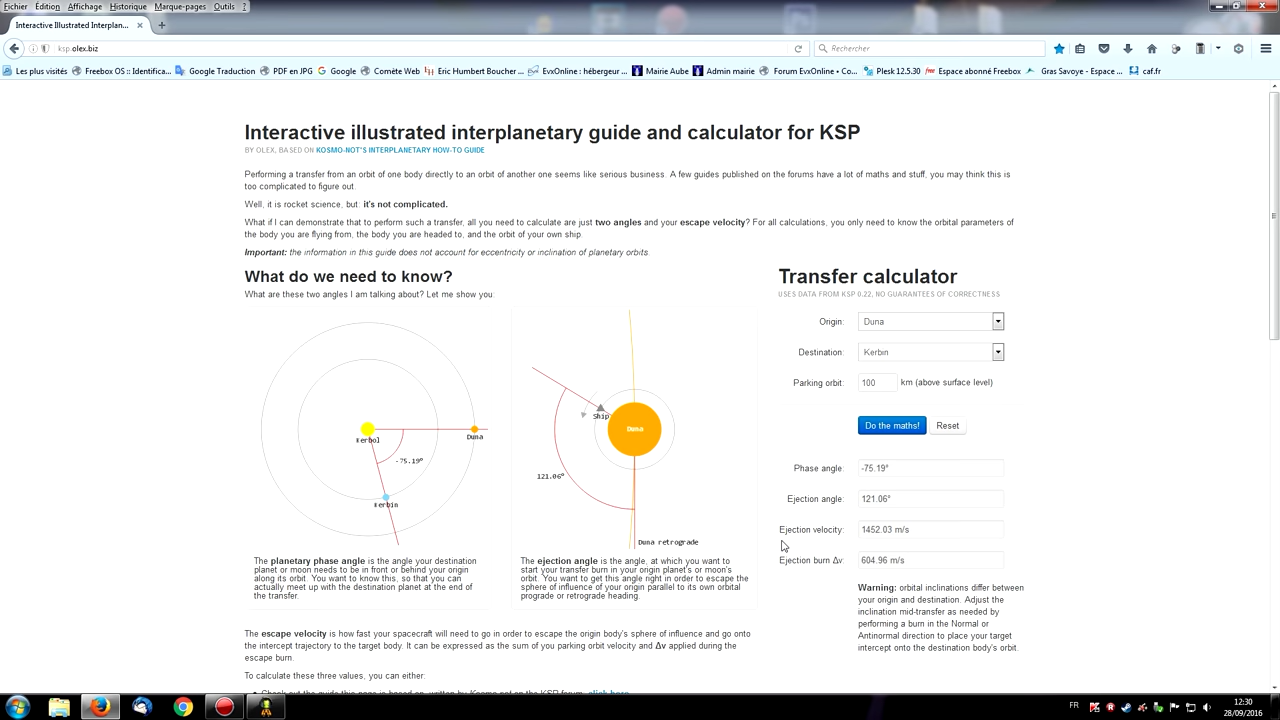 Fichier Édition Affichage Historique Marque-pages Outils ?
Interactive Illustrated Interplan...
ksp.olex.biz
Rechercher
Les plus visités Freebox OS :: Identifica... Google Traduction PDF en JPG Google Comète Web Eric Humbert Boucher ... EvxOnline : hébergeur ... Mairie Aube Admin mairie Forum EvxOnline • Co... Plesk 12.5.30 free Espace abonné Freebox Gras Savoye - Espace ... caf.fr
Interactive illustrated interplanetary guide and calculator for KSP
BY OLEX, BASED ON KOSMO-NOT'S INTERPLANETARY HOW-TO GUIDE
Performing a transfer from an orbit of one body directly to an orbit of another one seems like serious business. A few guides published on the forums have a lot of maths and stuff, you may think this is
too complicated to figure out.
Well, it is rocket science, but: it's not complicated.
What if I can demonstrate that to perform such a transfer, all you need to calculate are just two angles and your escape velocity? For all calculations, you only need to know the orbital parameters of
the body you are flying from, the body you are headed to, and the orbit of your own ship.
Important: the information in this guide does not account for eccentricity or inclination of planetary orbits.
What do we need to know?
What are these two angles I am talking about? Let me show you:
Kerbol
Duna
-75.19°
Kerbin
Ship
Duna
121.06°
Duna retrograde
The planetary phase angle is the angle your destination
planet or moon needs to be in front or behind your origin
along its orbit. You want to know this, so that you can
actually meet up with the destination planet at the end of
the transfer.
The ejection angle is the angle, at which you want to
start your transfer burn in your origin planet's or moon's
orbit. You want to get this angle right in order to escape the
sphere of influence of your origin parallel to its own orbital
prograde or retrograde heading.
The escape velocity is how fast your spacecraft will need to go in order to escape the origin body's sphere of influence and go onto
the intercept trajectory to the target body. It can be expressed as the sum of you parking orbit velocity and Δv applied during the
escape burn.
To calculate these three values, you can either:
Check out the guide this page is based on, written by Kosmo-not on the KSP forum: click here
Transfer calculator
USES DATA FROM KSP 0.22, NO GUARANTEES OF CORRECTNESS
Origin: Duna
Destination: Kerbin
Parking orbit: 100 km (above surface level)
Do the maths! Reset
Phase angle: -75.19°
Ejection angle: 121.06°
Ejection velocity: 1452.03 m/s
Ejection burn Δv: 604.96 m/s
Warning: orbital inclinations differ between
your origin and destination. Adjust the
inclination mid-transfer as needed by
performing a burn in the Normal or
Antinormal direction to place your target
intercept onto the destination body's orbit.
FR
12:30
28/09/2016